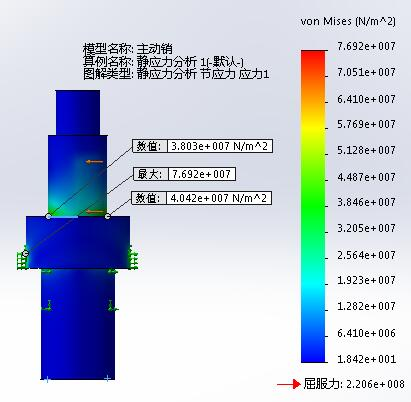 von Mises (N/m^2)
模型名称: 主动销
算例名称: 静应力分析 1(-默认-)
图解类型: 静应力分析 节应力 应力1
数值: 3.803e+007 N/m^2
最大: 7.692e+007
数值: 4.042e+007 N/m^2
7.692e+007
7.051e+007
6.410e+007
5.769e+007
5.128e+007
4.487e+007
3.846e+007
3.205e+007
2.564e+007
1.923e+007
1.282e+007
6.410e+006
1.842e+001
屈服力: 2.206e+008